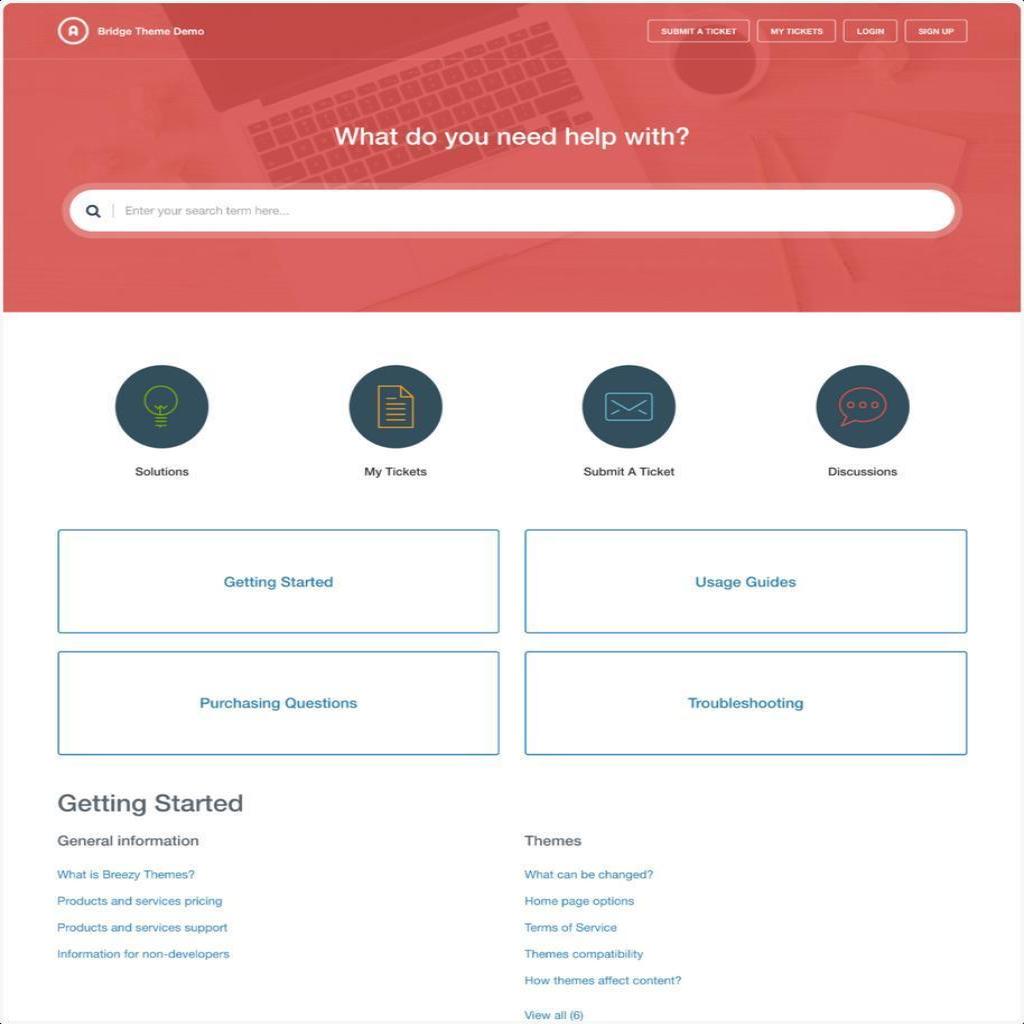 Bridge Theme Demo
SUBMIT A TICKET
MY TICKETS
LOGIN
SIGN UP
What do you need help with?
Enter your search term here...
Solutions
My Tickets
Submit A Ticket
Discussions
Getting Started
Usage Guides
Purchasing Questions
Troubleshooting
Getting Started
General information
What is Breezy Themes?
Products and services pricing
Products and services support
Information for non-developers
Themes
What can be changed?
Home page options
Terms of Service
Themes compatibility
How themes affect content?
View all (6)